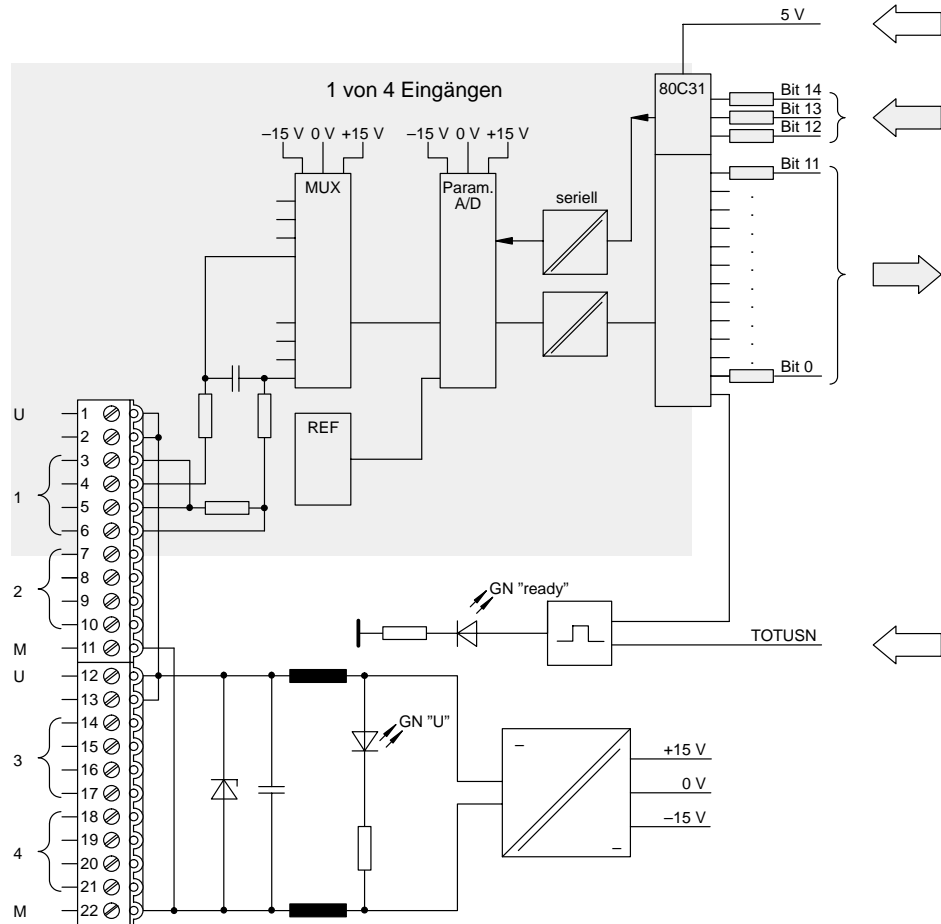 5 V
1 von 4 Eingängen
80C31
Bit 14
Bit 13
Bit 12
Bit 11
–15 V 0 V +15 V
–15 V 0 V +15 V
MUX
Param.
A/D
seriell
Bit 0
REF
U
1
2
3
4
5
6
7
8
9
10
11
12
13
14
15
16
17
18
19
20
21
22
1
2
M
U
3
4
M
GN "ready"
TOTUSN
GN "U"
+15 V
0 V
–15 V
–
–